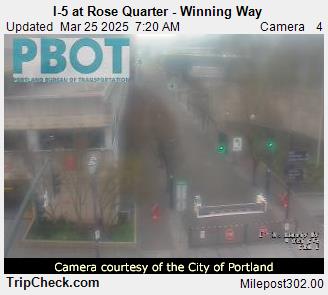 I-5 at Rose Quarter - Winning Way
Updated Mar 25 2025 7:20 AM Camera 4
PBOT
PORTLAND BUREAU OF TRANSPORTATION
Camera courtesy of the City of Portland
TripCheck.com Milepost302.00